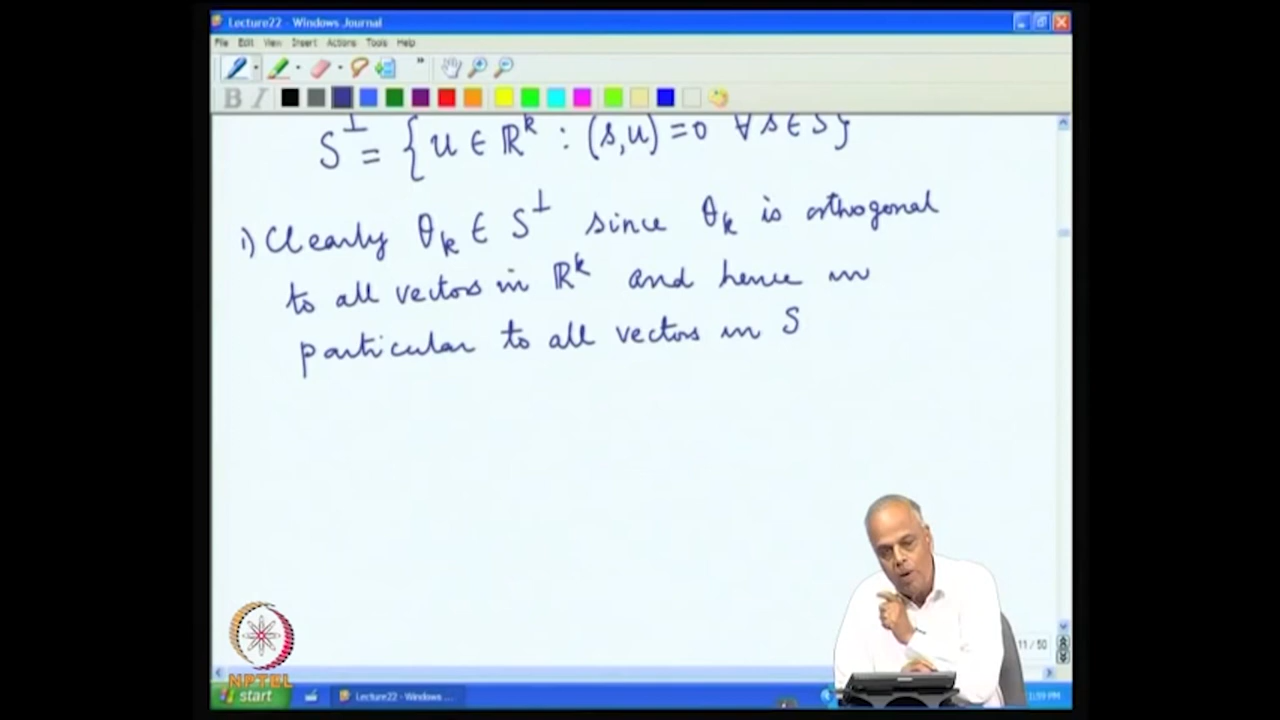 Lecture22 - Windows Journal
File Edit View Insert Actions Tools Help
B I
S⊥ = {u ∈ ℝᵏ : (s,u) = 0 ∀ s ∈ S}
1) Clearly θₖ ∈ S⊥ since θₖ is orthogonal
to all vectors in ℝᵏ and hence in
particular to all vectors in S
11 / 50
NPTEL
start Lecture22 - Windows ...